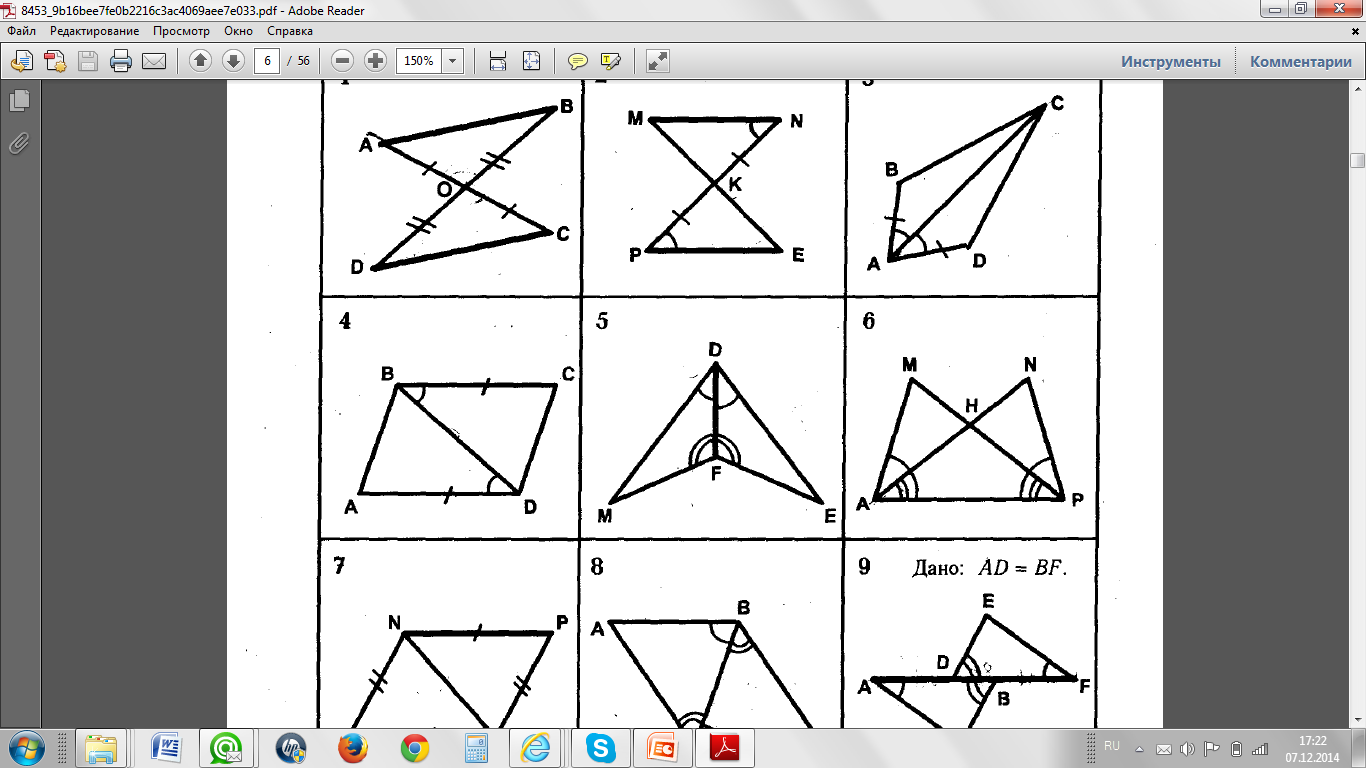 8453_9b16bee7fe0b2216c3ac4069aee7e033.pdf - Adobe Reader
Файл Редактирование Просмотр Окно Справка
6 / 56 150% Инструменты Комментарии
B
A
O
C
D
M N
K
P E
C
B
A D
4
B C
A D
5
D
F
M E
6
M N
H
A P
7
N P
8
A B
9 Дано: AD = BF.
E
D
A B F
RU 17:22
07.12.2014